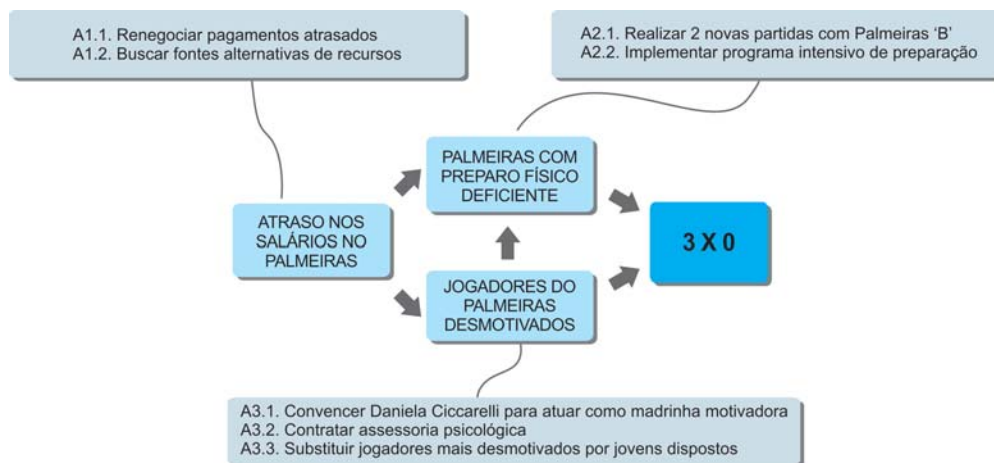 A1.1. Renegociar pagamentos atrasados
A1.2. Buscar fontes alternativas de recursos
A2.1. Realizar 2 novas partidas com Palmeiras ‘B’
A2.2. Implementar programa intensivo de preparação
PALMEIRAS COM
PREPARO FÍSICO
DEFICIENTE
ATRASO NOS
SALÁRIOS NO
PALMEIRAS
3 X 0
JOGADORES DO
PALMEIRAS
DESMOTIVADOS
A3.1. Convencer Daniela Ciccarelli para atuar como madrinha motivadora
A3.2. Contratar assessoria psicológica
A3.3. Substituir jogadores mais desmotivados por jovens dispostos